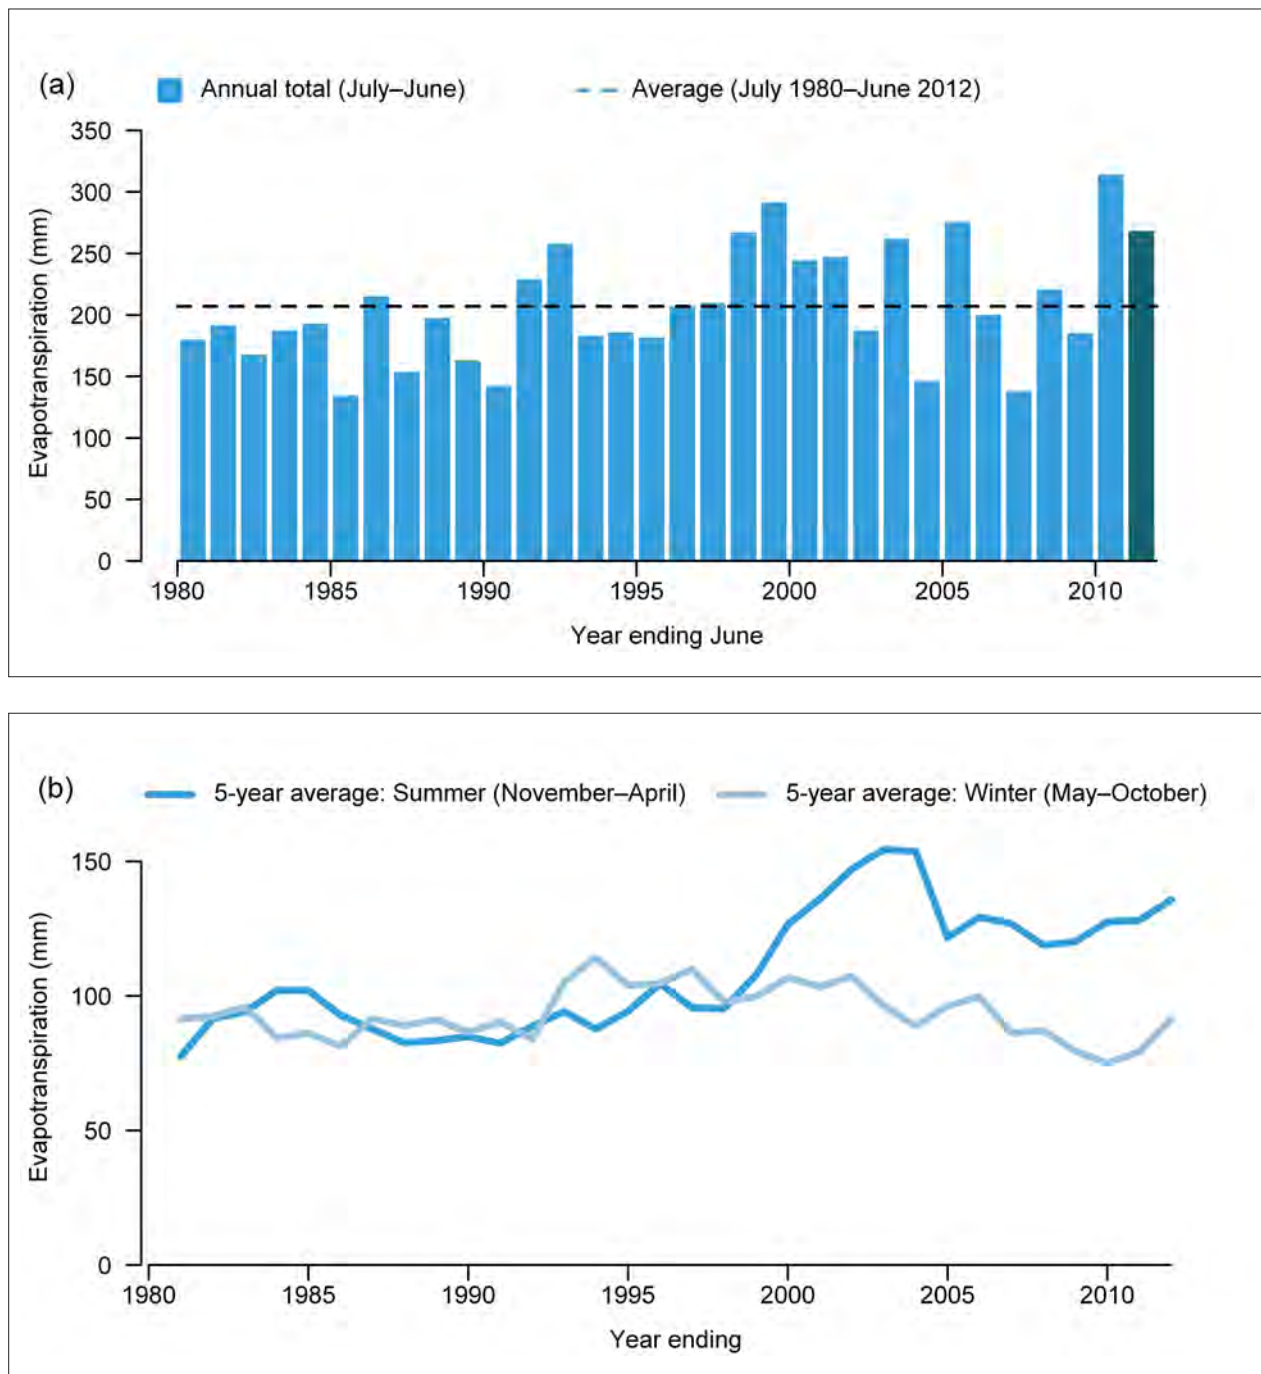 (a) Annual total (July–June) Average (July 1980–June 2012)
350
300
250
200
150
100
50
0
Evapotranspiration (mm)
1980 1985 1990 1995 2000 2005 2010
Year ending June
(b) 5-year average: Summer (November–April) 5-year average: Winter (May–October)
150
100
50
0
Evapotranspiration (mm)
1980 1985 1990 1995 2000 2005 2010
Year ending